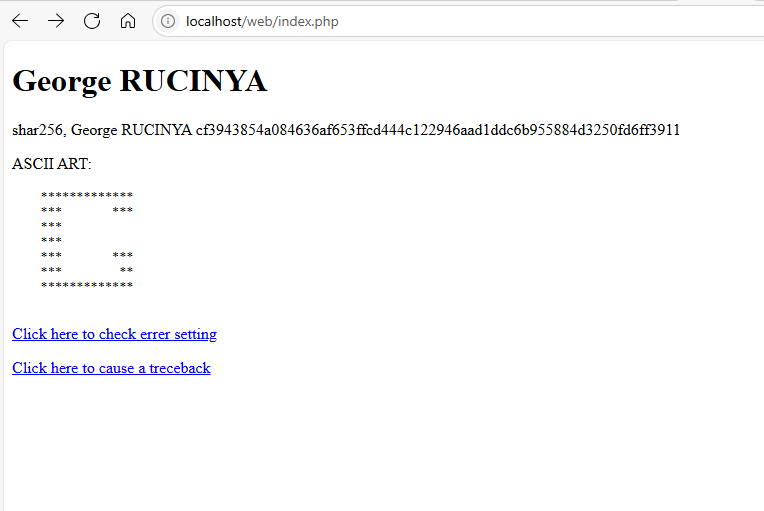 localhost/web/index.php
George RUCINYA
shar256, George RUCINYA cf3943854a084636af653ffcd444c122946aad1ddc6b955884d3250fd6ff3911
ASCII ART:
*************
***       ***
***
***
***       ***
***        **
*************
Click here to check errer setting
Click here to cause a treceback